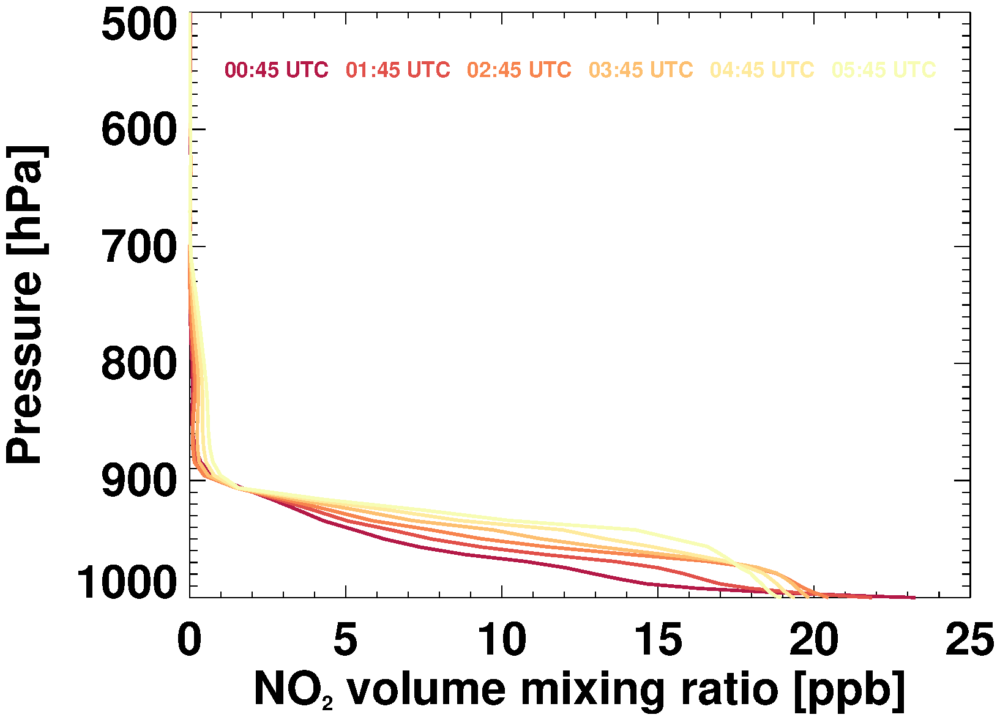 500
00:45 UTC 01:45 UTC 02:45 UTC 03:45 UTC 04:45 UTC 05:45 UTC
600
700
800
900
1000
Pressure [hPa]
0 5 10 15 20 25
NO₂ volume mixing ratio [ppb]